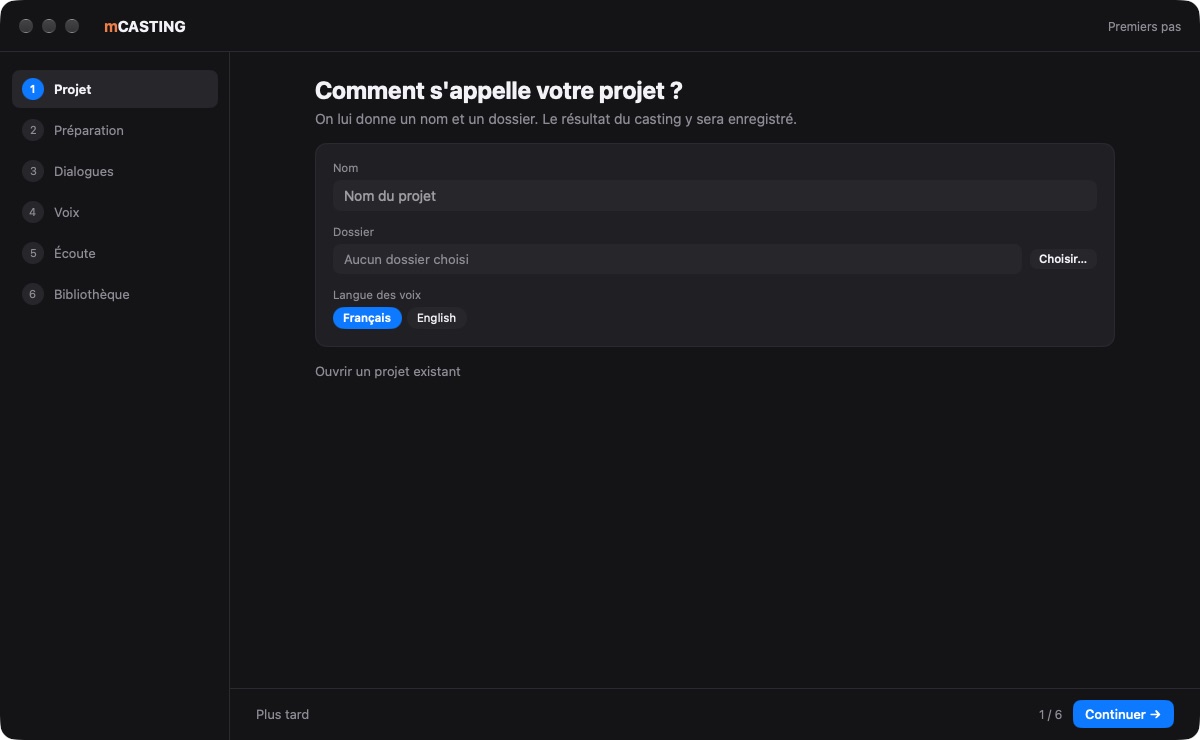 mCASTING
Premiers pas
1 Projet
2 Préparation
3 Dialogues
4 Voix
5 Écoute
6 Bibliothèque
Comment s'appelle votre projet ?
On lui donne un nom et un dossier. Le résultat du casting y sera enregistré.
Nom
Nom du projet
Dossier
Aucun dossier choisi Choisir...
Langue des voix
Français English
Ouvrir un projet existant
Plus tard 1 / 6 Continuer →